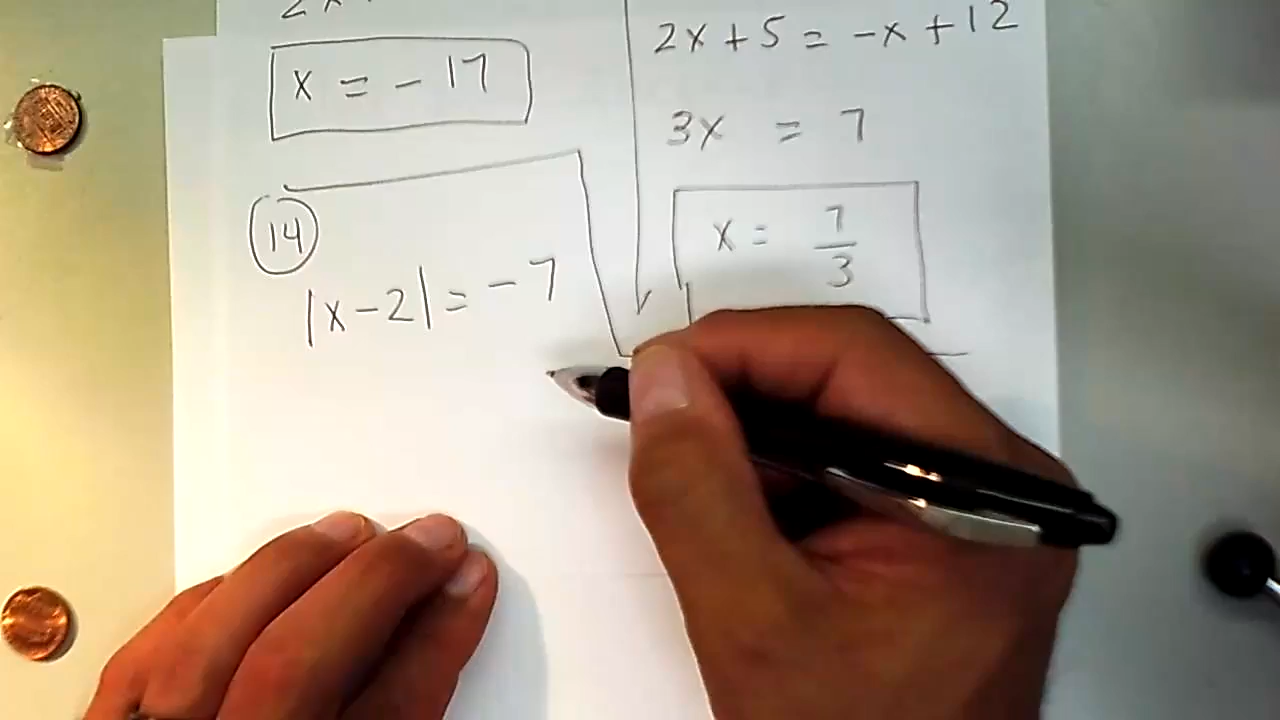 x = - 17
14
|x-2| = -7
2x + 5 = -x + 12
3x = 7
x = 7/3